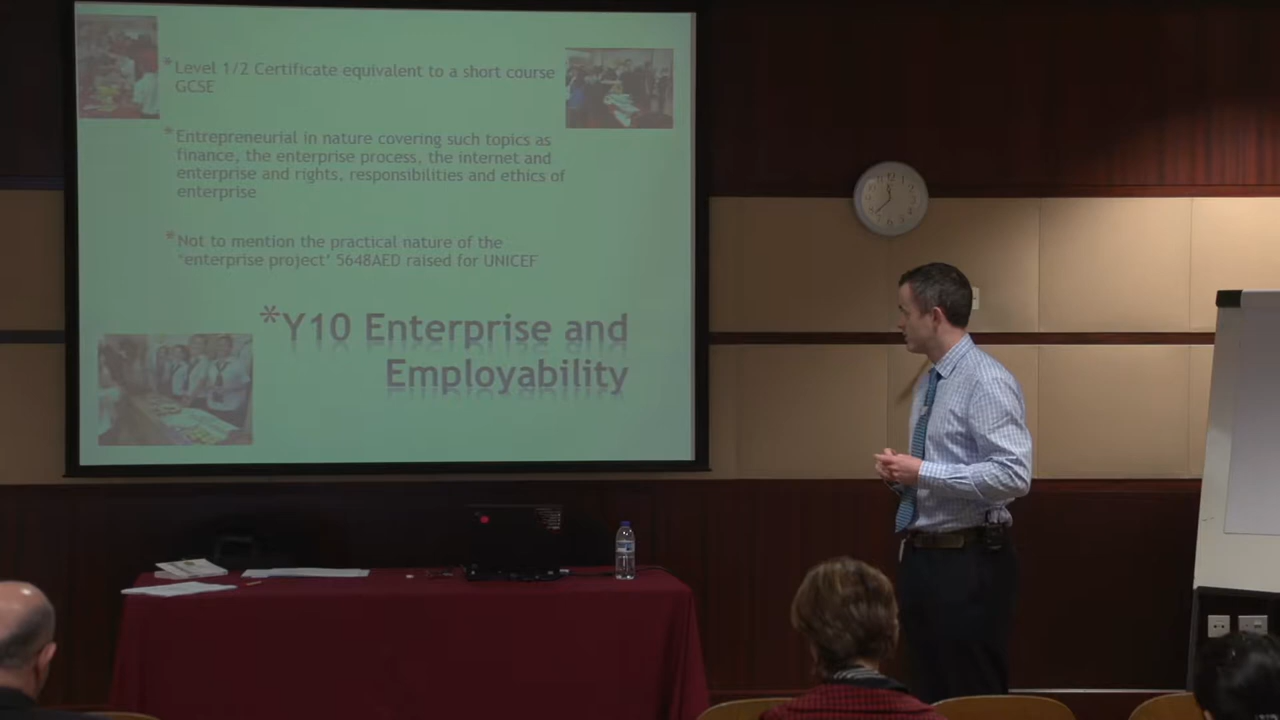 *Level 1/2 Certificate equivalent to a short course
GCSE
*Entrepreneurial in nature covering such topics as
finance, the enterprise process, the internet and
enterprise and rights, responsibilities and ethics of
enterprise
*Not to mention the practical nature of the
‘enterprise project’ 5648AED raised for UNICEF
*Y10 Enterprise and
Employability